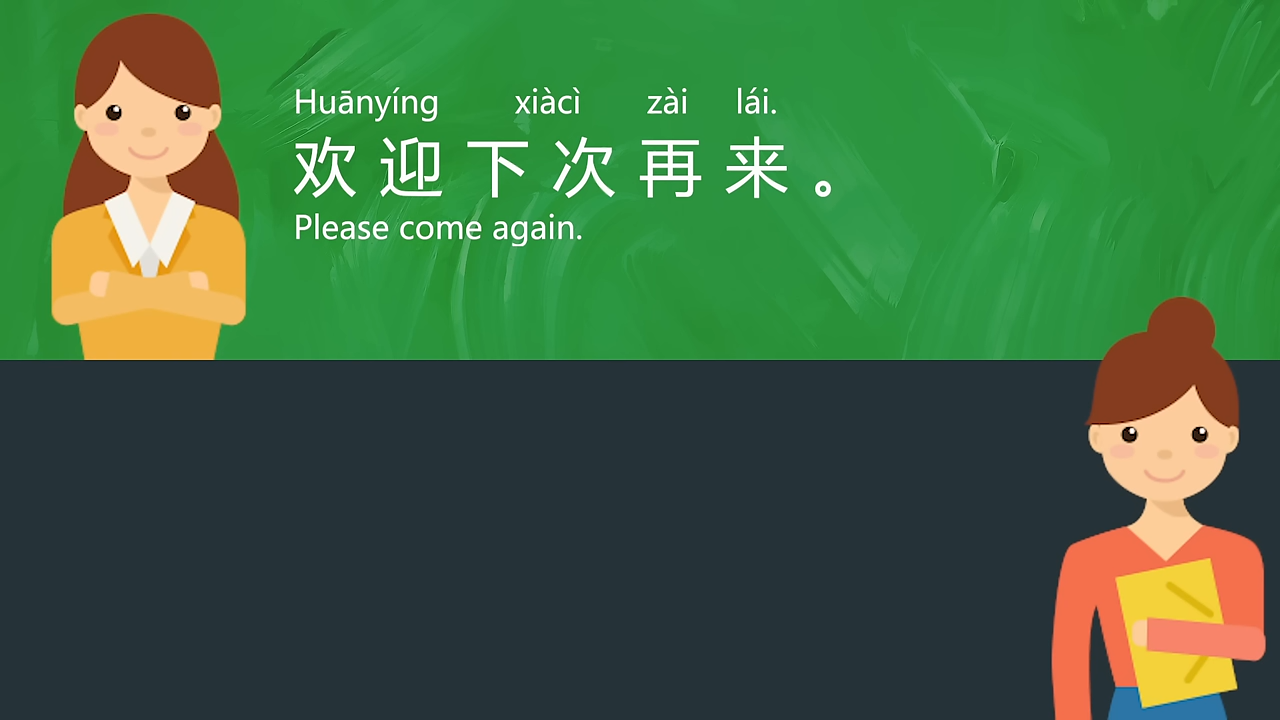 Huānyíng xiàcì zài lái.
欢迎下次再来。
Please come again.